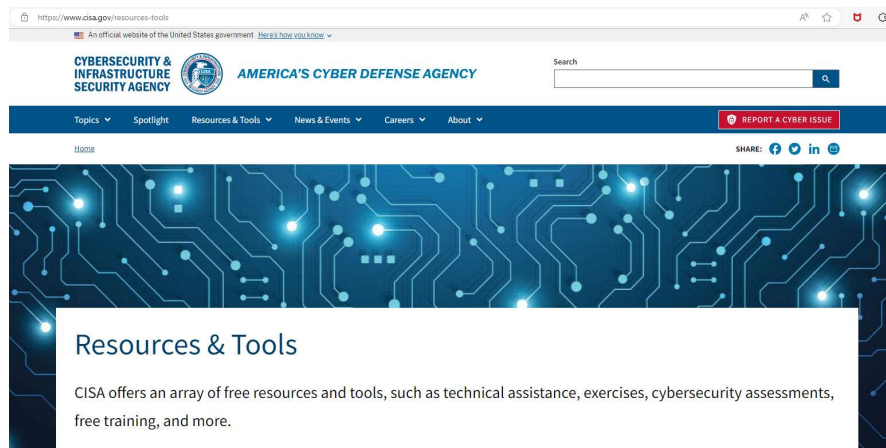 https://www.cisa.gov/resources-tools
An official website of the United States government Here's how you know
CYBERSECURITY &
INFRASTRUCTURE
SECURITY AGENCY
AMERICA'S CYBER DEFENSE AGENCY
Search
Topics Spotlight Resources & Tools News & Events Careers About
REPORT A CYBER ISSUE
Home
SHARE:
Resources & Tools
CISA offers an array of free resources and tools, such as technical assistance, exercises, cybersecurity assessments,
free training, and more.